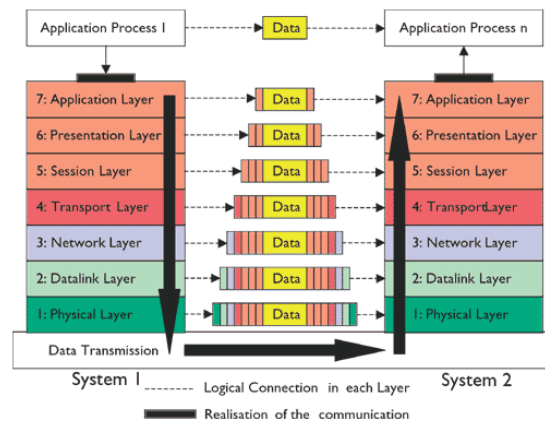 Application Process 1
Data
Application Process n
7: Application Layer
Data
7: Application Layer
6: Presentation Layer
Data
6: Presentation Layer
5: Session Layer
Data
5: Session Layer
4: Transport Layer
Data
4: TransportLayer
3: Network Layer
Data
3: Network Layer
2: Datalink Layer
Data
2: Datalink Layer
1: Physical Layer
Data
1: Physical Layer
Data Transmission
System 1
System 2
Logical Connection in each Layer
Realisation of the communication